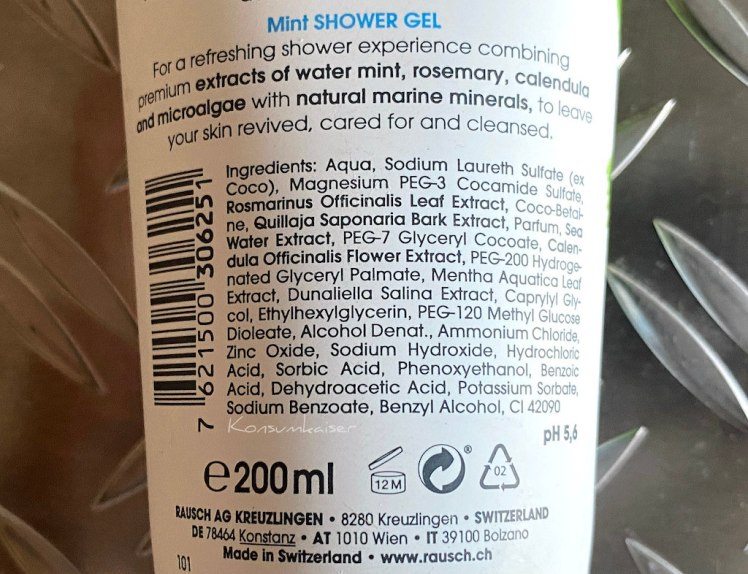 Mint SHOWER GEL
For a refreshing shower experience combining
premium extracts of water mint, rosemary, calendula
and microalgae with natural marine minerals, to leave
your skin revived, cared for and cleansed.
Ingredients: Aqua, Sodium Laureth Sulfate (ex
Coco), Magnesium PEG-3 Cocamide Sulfate,
Rosmarinus Officinalis Leaf Extract, Coco-Betai-
ne, Quillaja Saponaria Bark Extract, Parfum, Sea
Water Extract, PEG-7 Glyceryl Cocoate, Calen-
dula Officinalis Flower Extract, PEG-200 Hydroge-
nated Glyceryl Palmate, Mentha Aquatica Leaf
Extract, Dunaliella Salina Extract, Caprylyl Gly-
col, Ethylhexylglycerin, PEG-120 Methyl Glucose
Dioleate, Alcohol Denat., Ammonium Chloride,
Zinc Oxide, Sodium Hydroxide, Hydrochloric
Acid, Sorbic Acid, Phenoxyethanol, Benzoic
Acid, Dehydroacetic Acid, Potassium Sorbate,
Sodium Benzoate, Benzyl Alcohol, CI 42090
7 621500 306251
Konsumkaiser
pH 5,6
e 200 ml
12 M
®
02
RAUSCH AG KREUZLINGEN • 8280 Kreuzlingen • SWITZERLAND
DE 78464 Konstanz • AT 1010 Wien • IT 39100 Bolzano
Made in Switzerland • www.rausch.ch
101